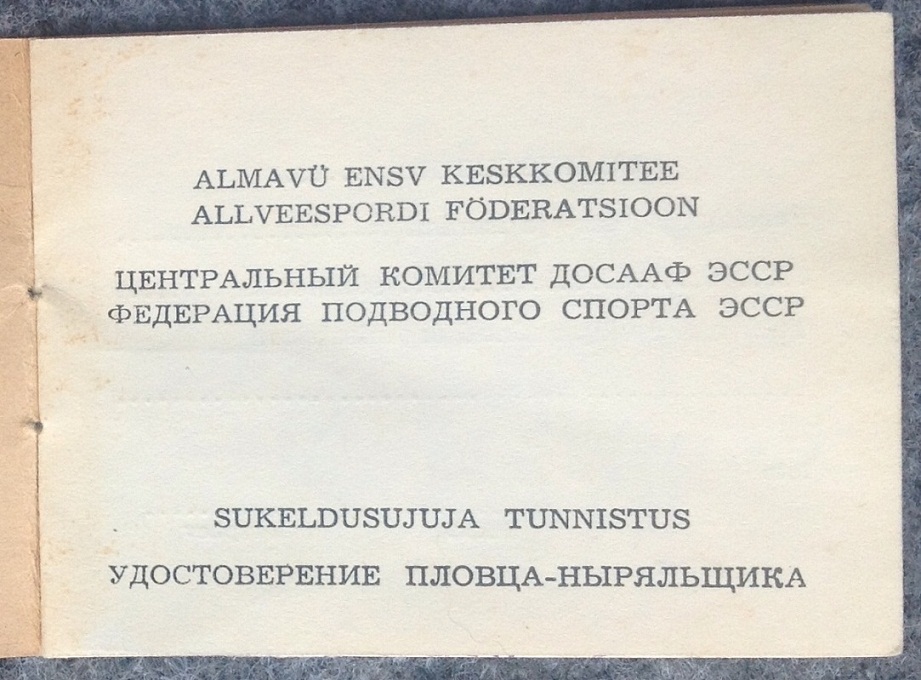 ALMAVÜ ENSV KESKKOMITEE
ALLVEESPORDI FÖDERATSIOON
ЦЕНТРАЛЬНЫЙ КОМИТЕТ ДОСААФ ЭССР
ФЕДЕРАЦИЯ ПОДВОДНОГО СПОРТА ЭССР
SUKELDUSUJUJA TUNNISTUS
УДОСТОВЕРЕНИЕ ПЛОВЦА-НЫРЯЛЬЩИКА